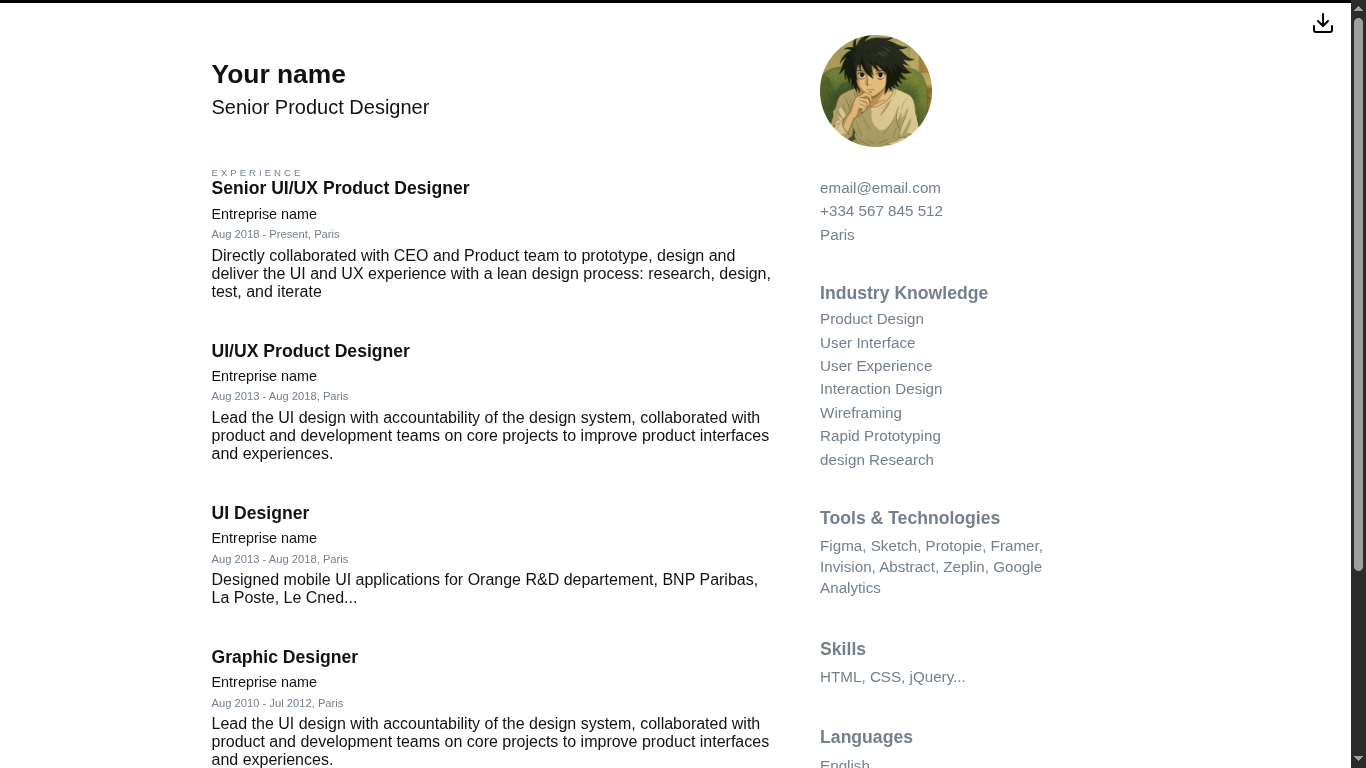 Your name
Senior Product Designer
EXPERIENCE
Senior UI/UX Product Designer
Entreprise name
Aug 2018 - Present, Paris
Directly collaborated with CEO and Product team to prototype, design and
deliver the UI and UX experience with a lean design process: research, design,
test, and iterate
UI/UX Product Designer
Entreprise name
Aug 2013 - Aug 2018, Paris
Lead the UI design with accountability of the design system, collaborated with
product and development teams on core projects to improve product interfaces
and experiences.
UI Designer
Entreprise name
Aug 2013 - Aug 2018, Paris
Designed mobile UI applications for Orange R&D departement, BNP Paribas,
La Poste, Le Cned...
Graphic Designer
Entreprise name
Aug 2010 - Jul 2012, Paris
Lead the UI design with accountability of the design system, collaborated with
product and development teams on core projects to improve product interfaces
and experiences.
email@email.com
+334 567 845 512
Paris
Industry Knowledge
Product Design
User Interface
User Experience
Interaction Design
Wireframing
Rapid Prototyping
design Research
Tools & Technologies
Figma, Sketch, Protopie, Framer,
Invision, Abstract, Zeplin, Google
Analytics
Skills
HTML, CSS, jQuery...
Languages
English